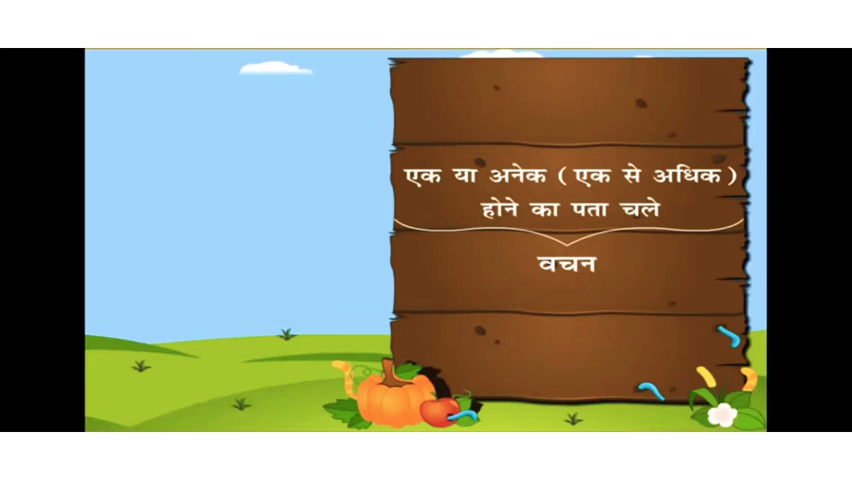 एक या अनेक ( एक से अधिक )
होने का पता चले
वचन